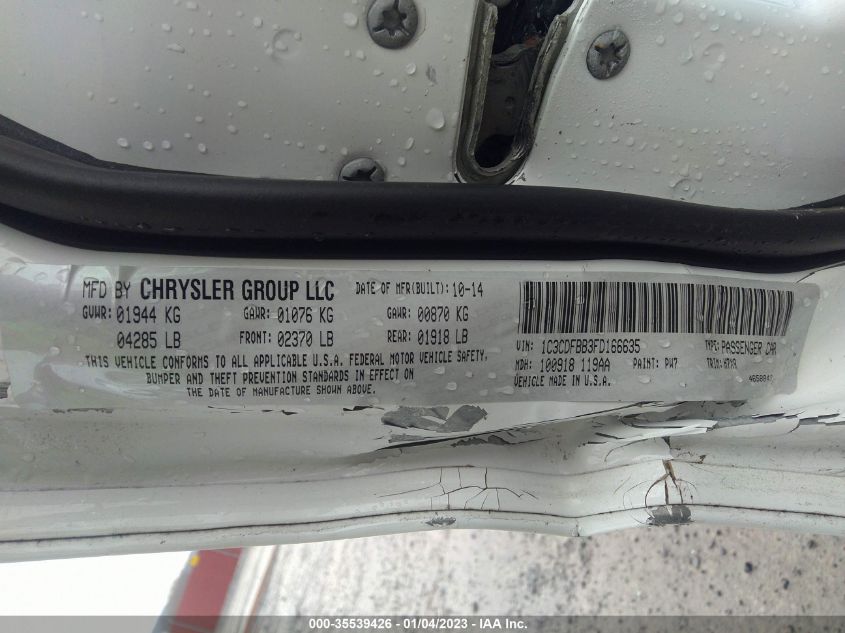 MFD BY CHRYSLER GROUP LLC DATE OF MFR(BUILT): 10-14
GVWR: 01944 KG GAWR: 01076 KG GAWR: 00870 KG
04285 LB FRONT: 02370 LB REAR: 01918 LB
THIS VEHICLE CONFORMS TO ALL APPLICABLE U.S.A. FEDERAL MOTOR VEHICLE SAFETY,
BUMPER AND THEFT PREVENTION STANDARDS IN EFFECT ON
THE DATE OF MANUFACTURE SHOWN ABOVE.
VIN: 1C3CDFBB3FD166635 TYPE: PASSENGER CAR
MDH: 100918 119AA PAINT: PW7 TRIM:
VEHICLE MADE IN U.S.A.
000-35539426 - 01/04/2023 - IAA Inc.